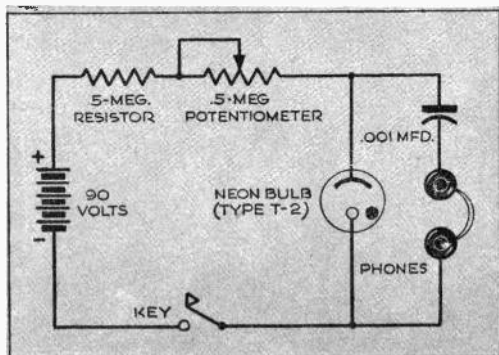 5-MEG.
RESISTOR
.5-MEG
POTENTIOMETER
.001 MFD.
+
90
VOLTS
-
NEON BULB
(TYPE T-2)
PHONES
KEY